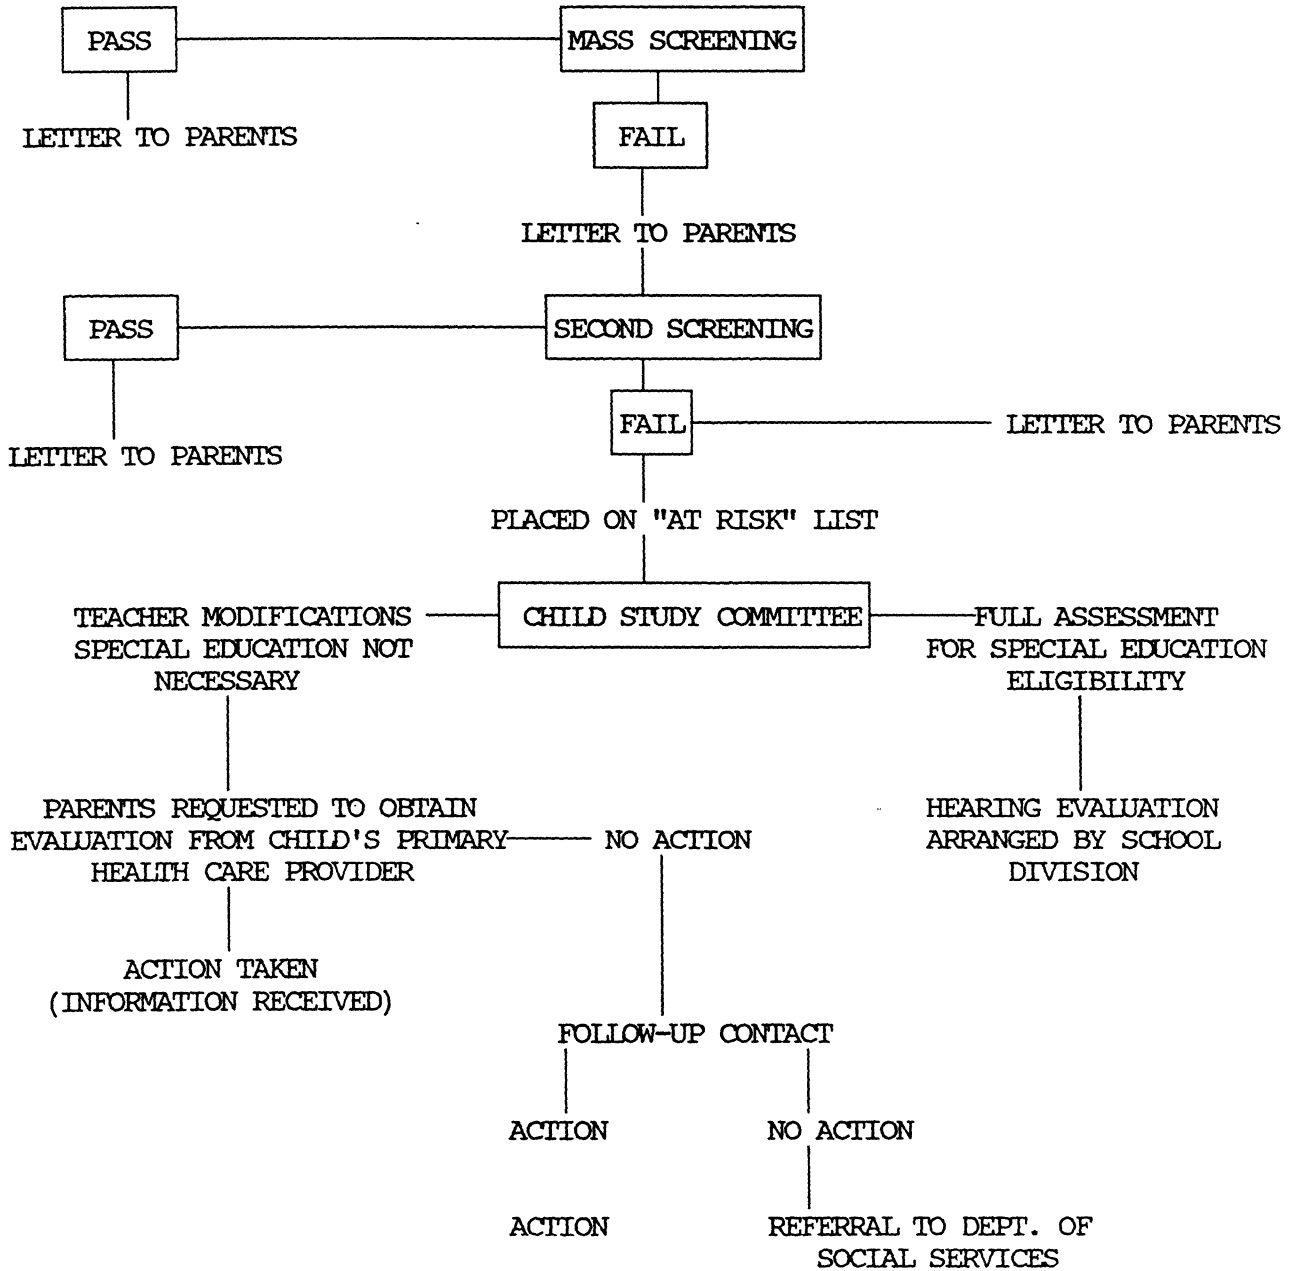 PASS
MASS SCREENING
LETTER TO PARENTS
FAIL
LETTER TO PARENTS
PASS
SECOND SCREENING
LETTER TO PARENTS
FAIL
LETTER TO PARENTS
PLACED ON "AT RISK" LIST
CHILD STUDY COMMITTEE
TEACHER MODIFICATIONS
SPECIAL EDUCATION NOT
NECESSARY
FULL ASSESSMENT
FOR SPECIAL EDUCATION
ELIGIBILITY
PARENTS REQUESTED TO OBTAIN
EVALUATION FROM CHILD'S PRIMARY
HEALTH CARE PROVIDER
NO ACTION
HEARING EVALUATION
ARRANGED BY SCHOOL
DIVISION
ACTION TAKEN
(INFORMATION RECEIVED)
FOLLOW-UP CONTACT
ACTION
NO ACTION
ACTION
REFERRAL TO DEPT. OF
SOCIAL SERVICES